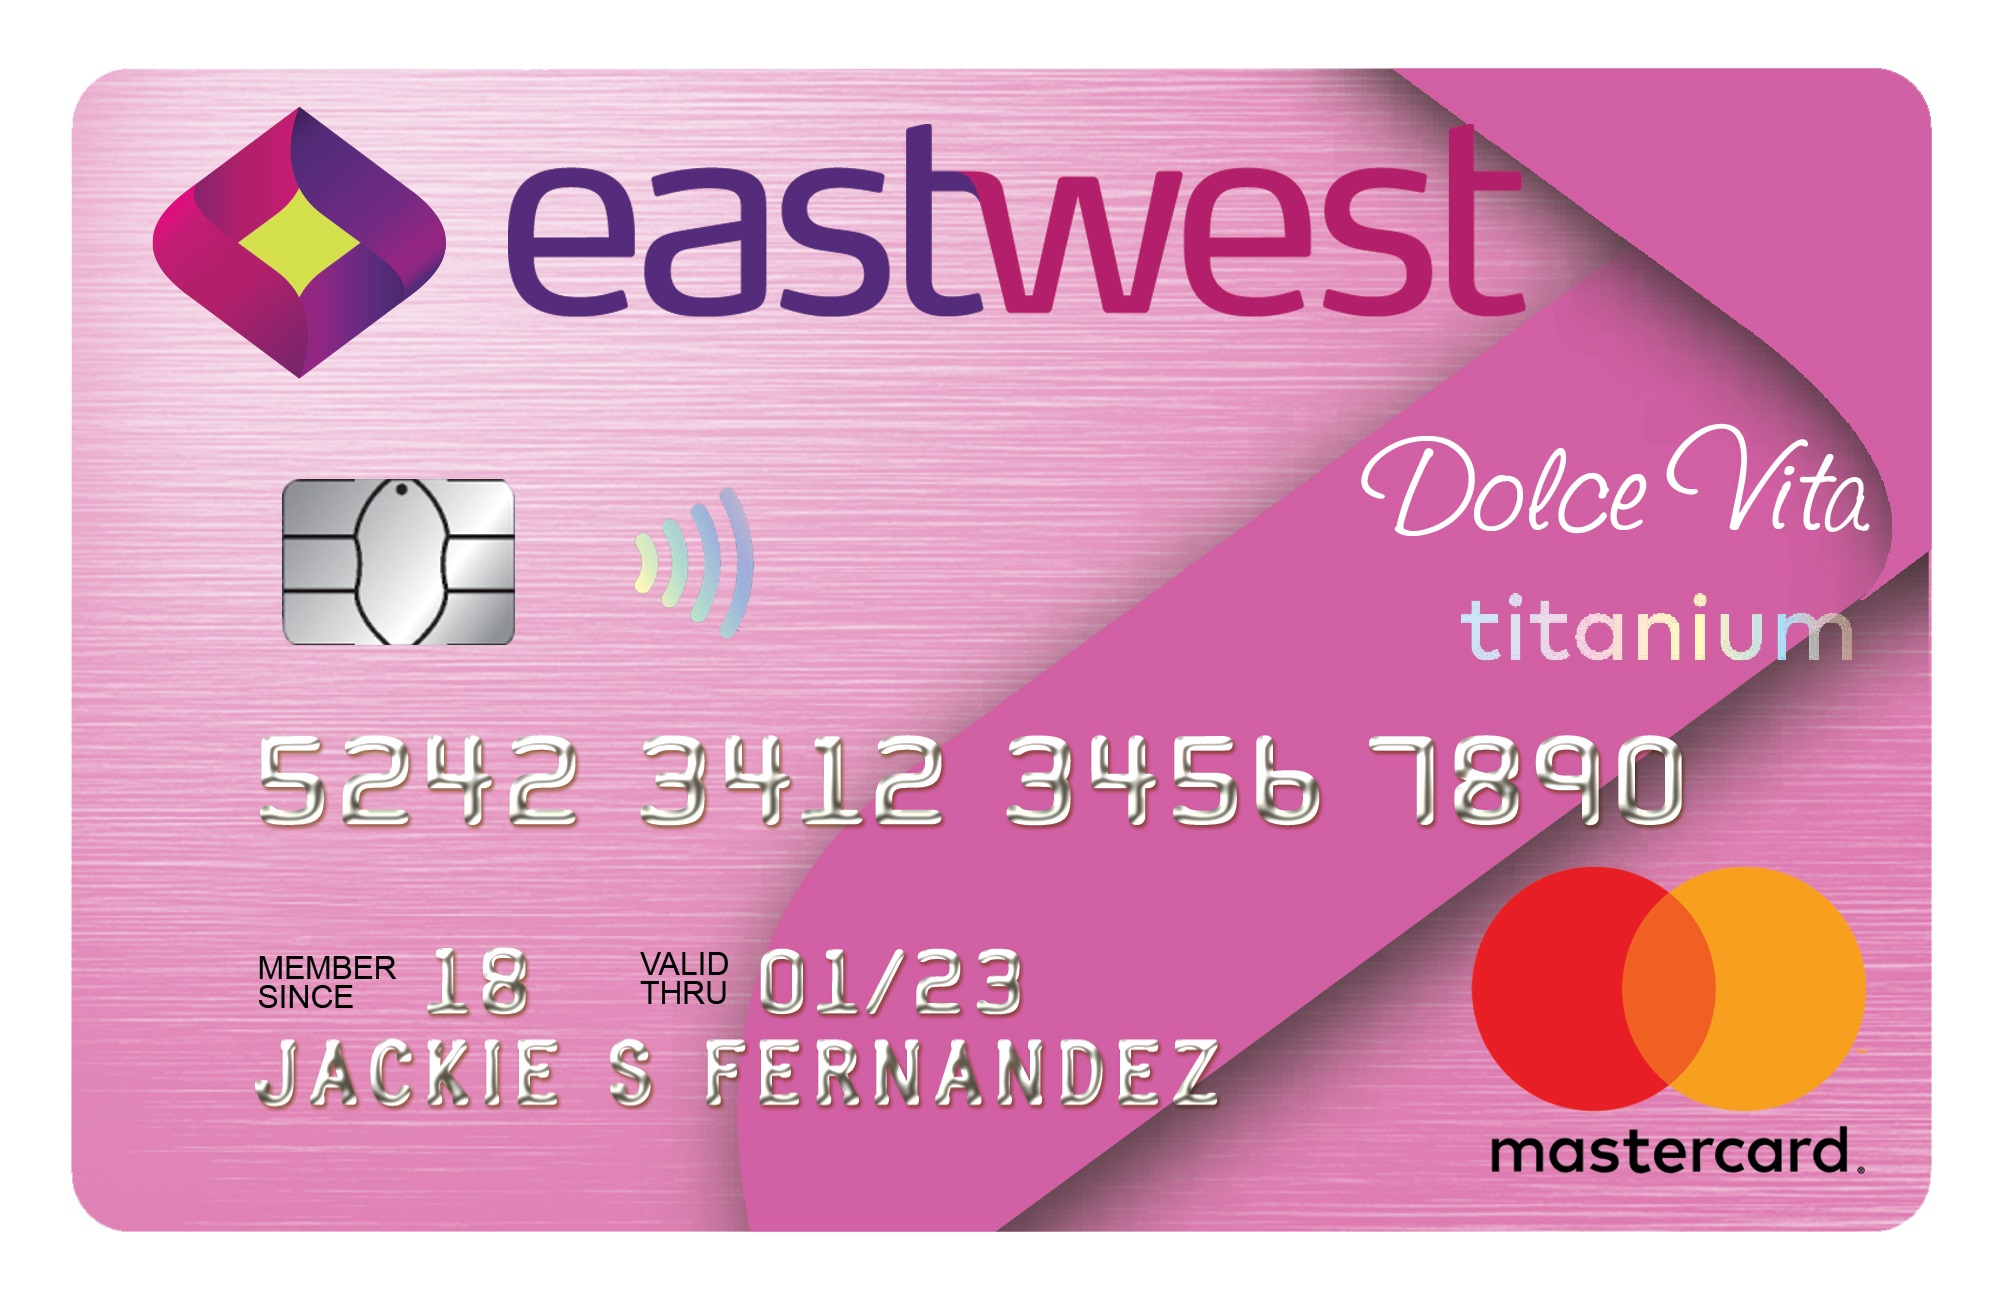 eastwest
Dolce Vita
titanium
5242 3412 3456 7890
MEMBER SINCE 18 VALID THRU 01/23
JACKIE S FERNANDEZ
mastercard.